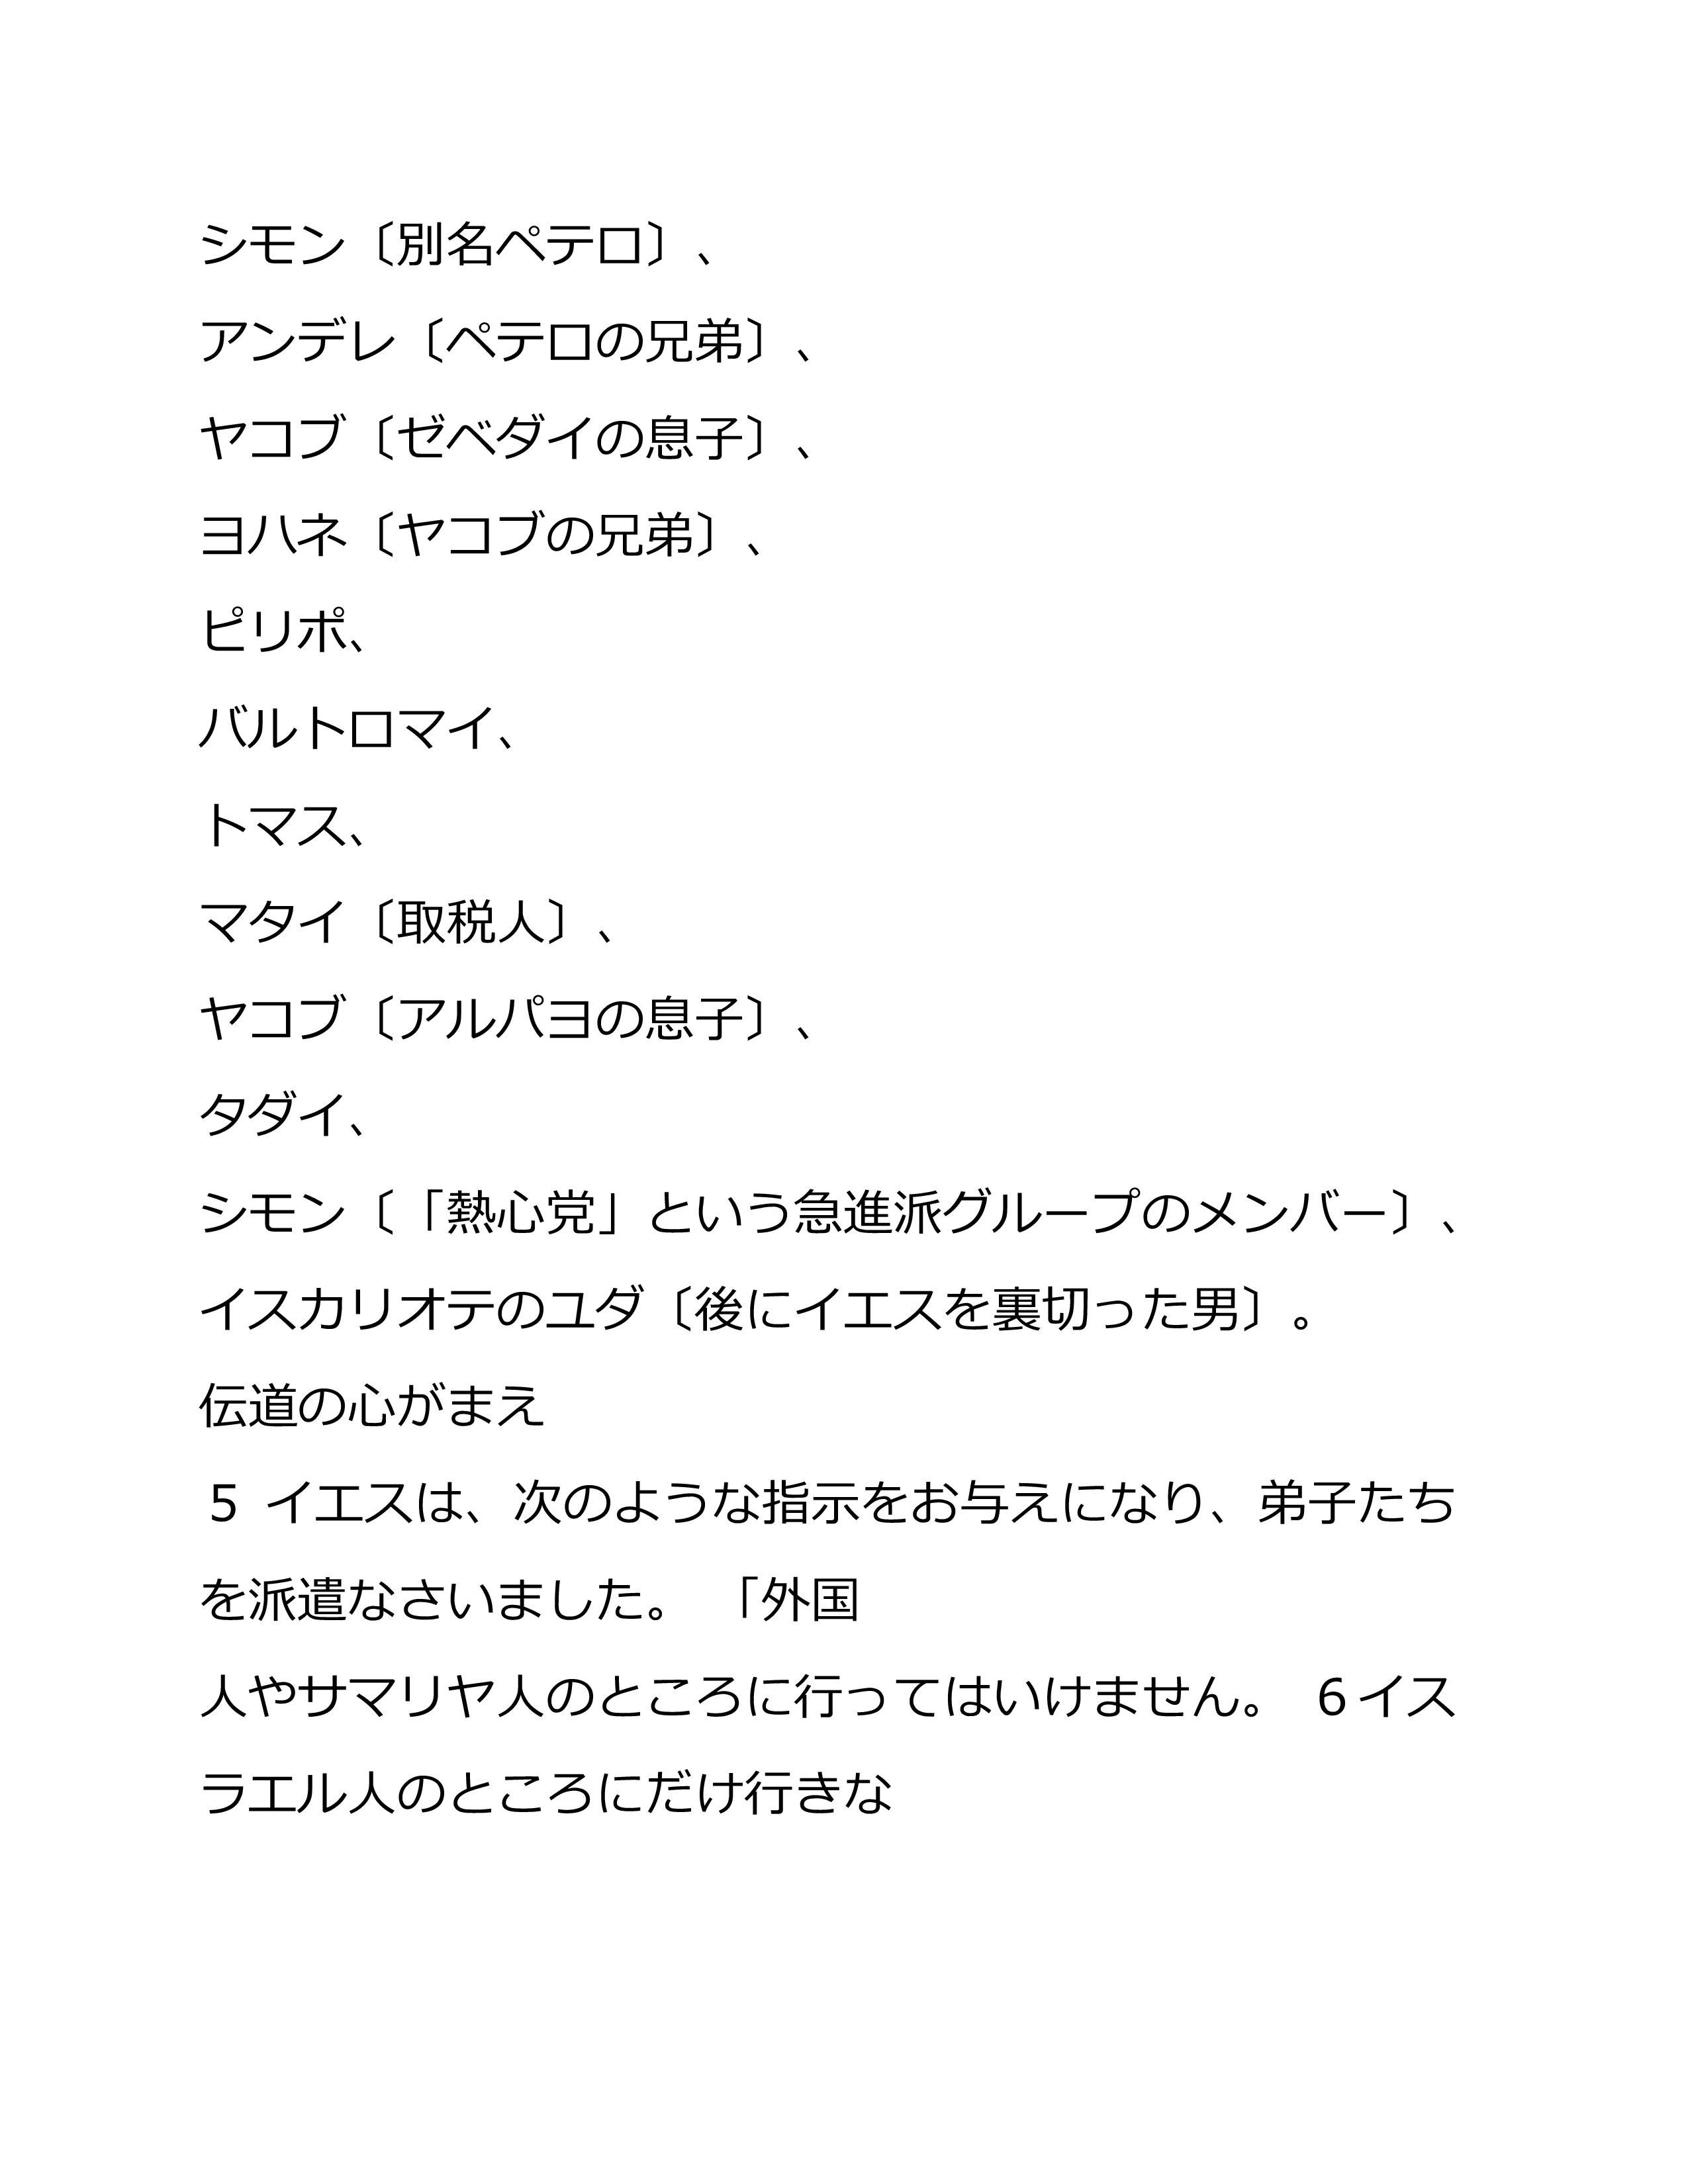 シモン〔別名ペテロ〕、
アンデレ〔ペテロの兄弟〕、
ヤコブ〔ゼベダイの息子〕、
ヨハネ〔ヤコブの兄弟〕、
ピリポ、
バルトロマイ、
トマス、
マタイ〔取税人〕、
ヤコブ〔アルパヨの息子〕、
タダイ、
シモン〔「熱心党」という急進派グループのメンバー〕、
イスカリオテのユダ〔後にイエスを裏切った男〕。
伝道の心がまえ
5 イエスは、次のような指示をお与えになり、弟子たち
を派遣なさいました。 「外国
人やサマリヤ人のところに行ってはいけません。 6イス
ラエル人のところにだけ行きな